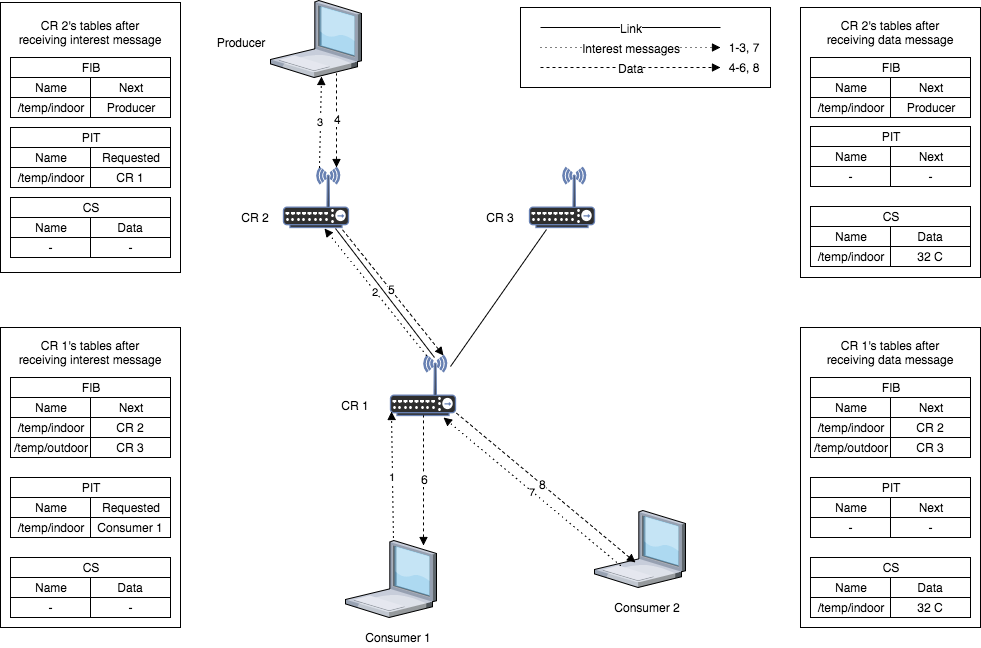 CR 2's tables after
receiving interest message
FIB
Name Next
/temp/indoor Producer
PIT
Name Requested
/temp/indoor CR 1
CS
Name Data
- -
CR 1's tables after
receiving interest message
FIB
Name Next
/temp/indoor CR 2
/temp/outdoor CR 3
PIT
Name Requested
/temp/indoor Consumer 1
CS
Name Data
- -
Producer
3 4
CR 2
CR 3
2 5
CR 1
1 6
7 8
Consumer 1
Consumer 2
Link
Interest messages 1-3, 7
Data 4-6, 8
CR 2's tables after
receiving data message
FIB
Name Next
/temp/indoor Producer
PIT
Name Next
- -
CS
Name Data
/temp/indoor 32 C
CR 1's tables after
receiving data message
FIB
Name Next
/temp/indoor CR 2
/temp/outdoor CR 3
PIT
Name Next
- -
CS
Name Data
/temp/indoor 32 C